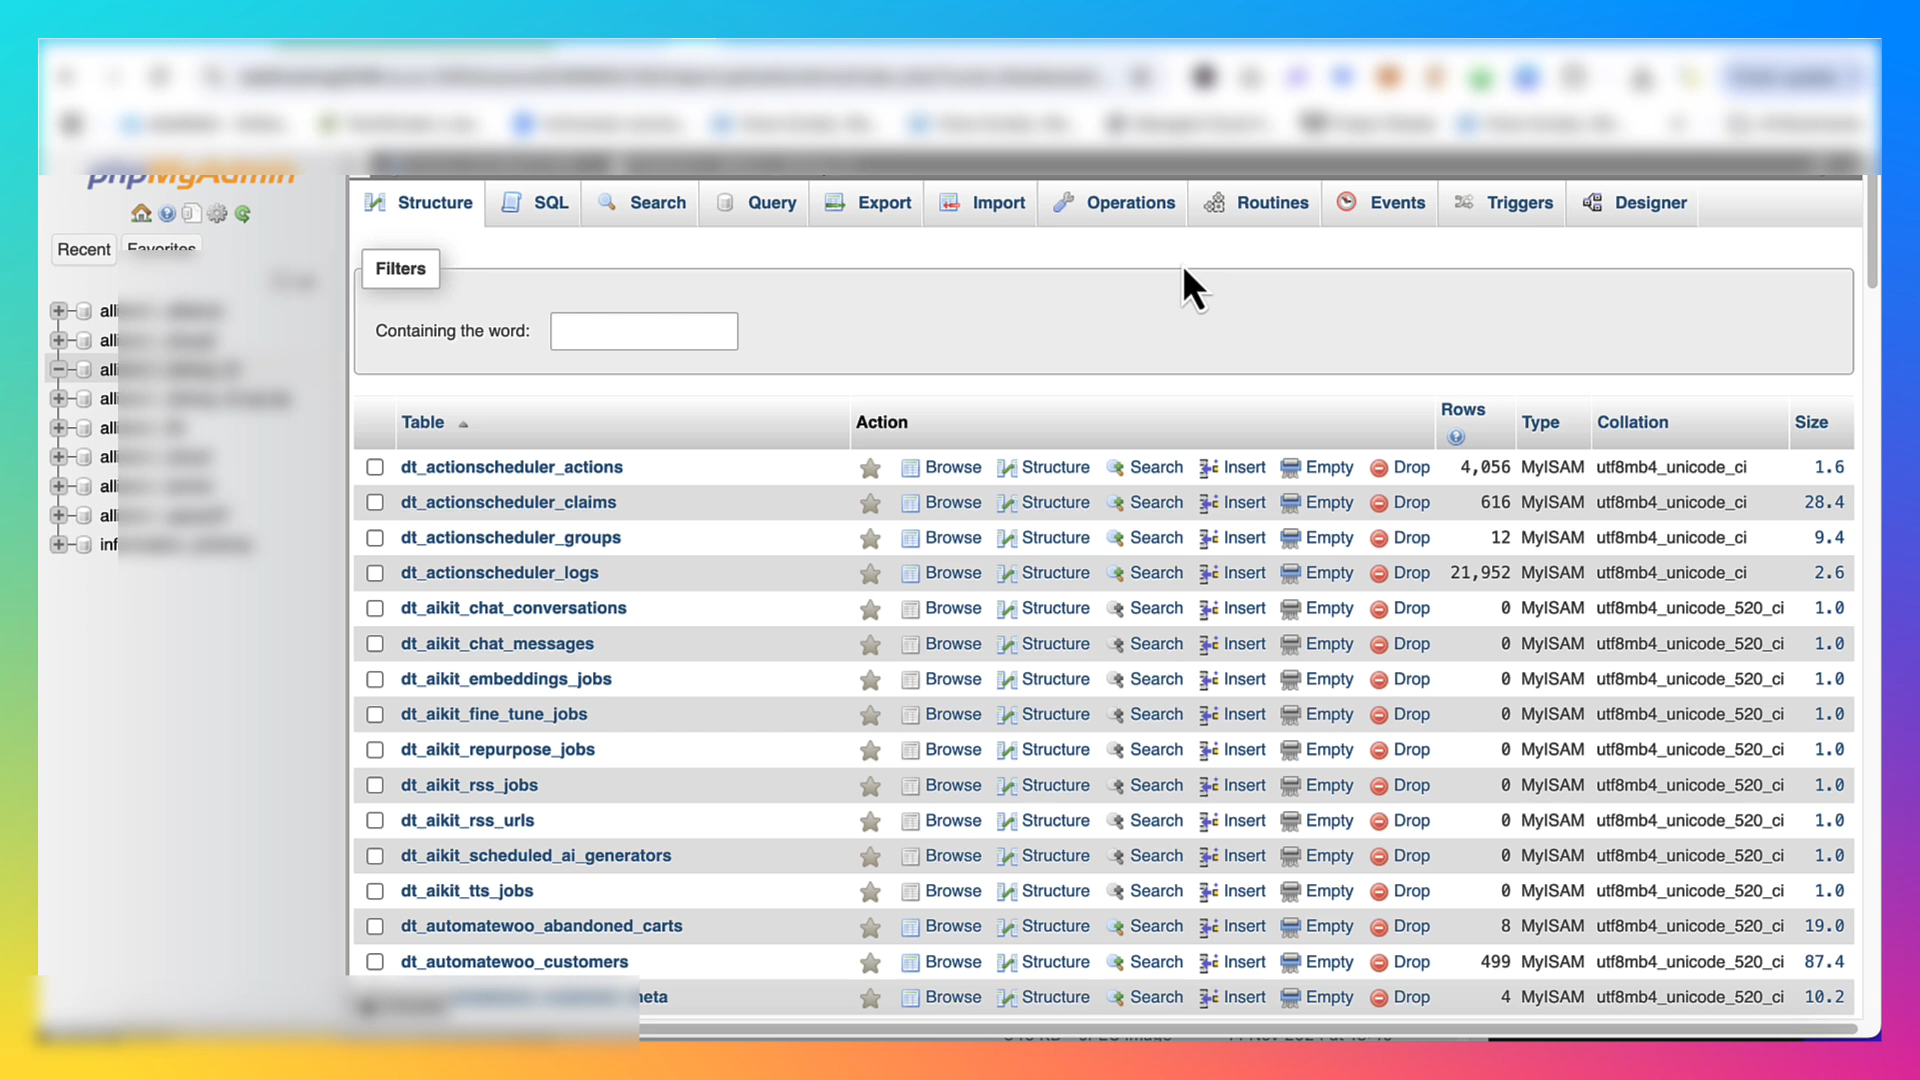 phpMyAdmin
Recent Favorites
all
all
all
all
all
all
all
all
inf
Structure SQL Search Query Export Import Operations Routines Events Triggers Designer
Filters
Containing the word:
Table Action Rows Type Collation Size
dt_actionscheduler_actions Browse Structure Search Insert Empty Drop 4,056 MyISAM utf8mb4_unicode_ci 1.6
dt_actionscheduler_claims Browse Structure Search Insert Empty Drop 616 MyISAM utf8mb4_unicode_ci 28.4
dt_actionscheduler_groups Browse Structure Search Insert Empty Drop 12 MyISAM utf8mb4_unicode_ci 9.4
dt_actionscheduler_logs Browse Structure Search Insert Empty Drop 21,952 MyISAM utf8mb4_unicode_ci 2.6
dt_aikit_chat_conversations Browse Structure Search Insert Empty Drop 0 MyISAM utf8mb4_unicode_520_ci 1.0
dt_aikit_chat_messages Browse Structure Search Insert Empty Drop 0 MyISAM utf8mb4_unicode_520_ci 1.0
dt_aikit_embeddings_jobs Browse Structure Search Insert Empty Drop 0 MyISAM utf8mb4_unicode_520_ci 1.0
dt_aikit_fine_tune_jobs Browse Structure Search Insert Empty Drop 0 MyISAM utf8mb4_unicode_520_ci 1.0
dt_aikit_repurpose_jobs Browse Structure Search Insert Empty Drop 0 MyISAM utf8mb4_unicode_520_ci 1.0
dt_aikit_rss_jobs Browse Structure Search Insert Empty Drop 0 MyISAM utf8mb4_unicode_520_ci 1.0
dt_aikit_rss_urls Browse Structure Search Insert Empty Drop 0 MyISAM utf8mb4_unicode_520_ci 1.0
dt_aikit_scheduled_ai_generators Browse Structure Search Insert Empty Drop 0 MyISAM utf8mb4_unicode_520_ci 1.0
dt_aikit_tts_jobs Browse Structure Search Insert Empty Drop 0 MyISAM utf8mb4_unicode_520_ci 1.0
dt_automatewoo_abandoned_carts Browse Structure Search Insert Empty Drop 8 MyISAM utf8mb4_unicode_520_ci 19.0
dt_automatewoo_customers Browse Structure Search Insert Empty Drop 499 MyISAM utf8mb4_unicode_520_ci 87.4
Browse Structure Search Insert Empty Drop 4 MyISAM utf8mb4_unicode_520_ci 10.2